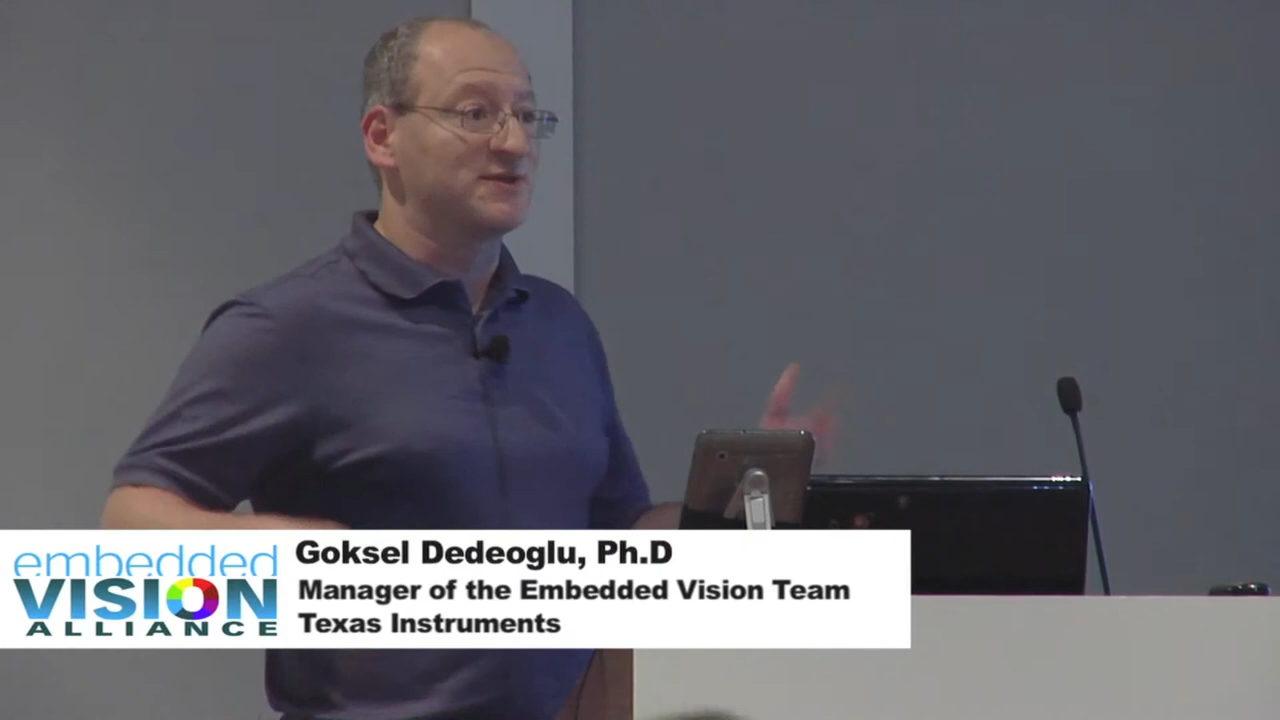 embedded
VISION
ALLIANCE
Goksel Dedeoglu, Ph.D
Manager of the Embedded Vision Team
Texas Instruments